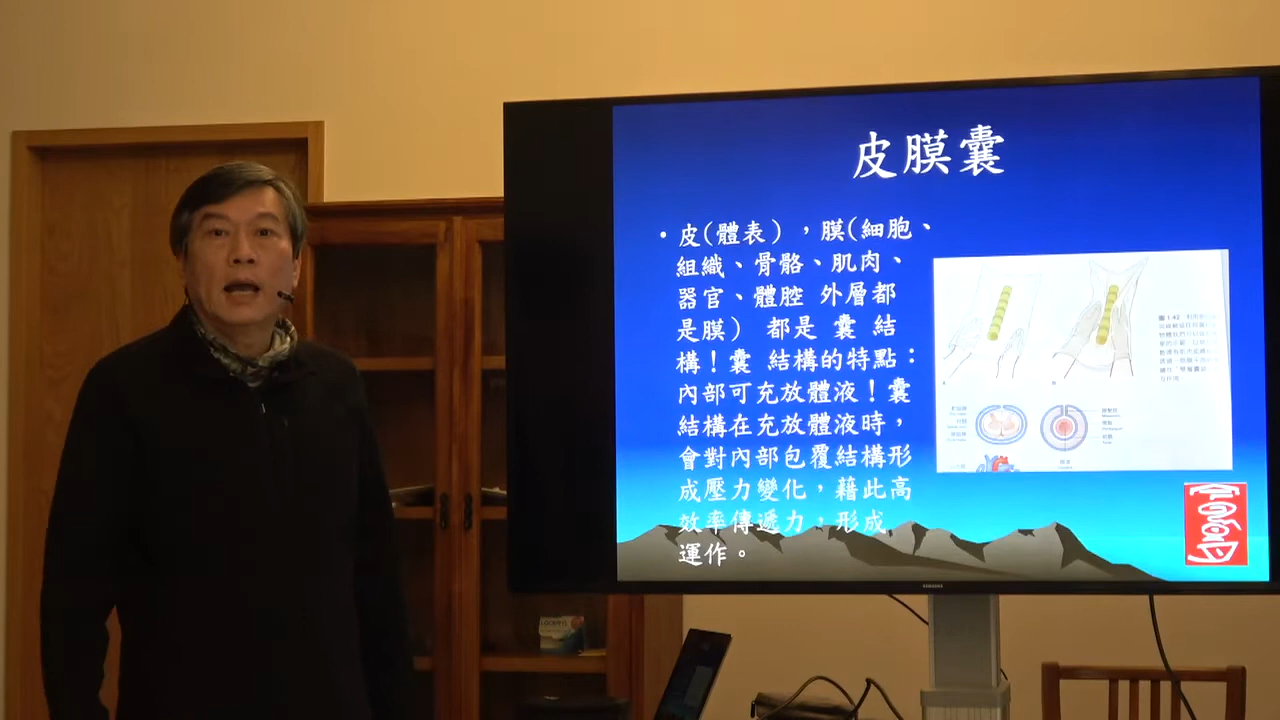 皮膜囊
•皮(體表），膜(細胞、
組織、骨骼、肌肉、
器官、體腔 外層都
是膜） 都是 囊 結
構！囊 結構的特點：
內部可充放體液！囊
結構在充放體液時，
會對內部包覆結構形
成壓力變化，藉此高
效率傳遞力，形成
運作。
圖1.42
SAMSUNG